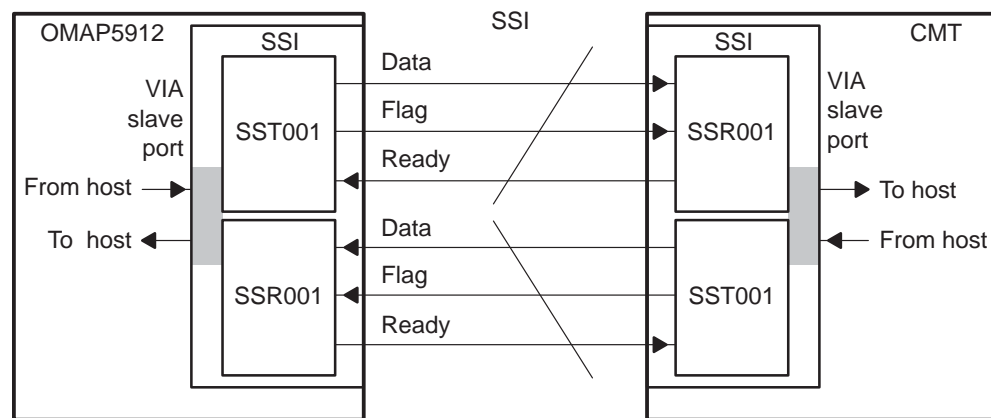 OMAP5912
SSI
CMT
SSI
SSI
VIA
slave
port
SST001
Data
Flag
Ready
SSR001
VIA
slave
port
From host
To host
To host
From host
SSR001
Data
Flag
Ready
SST001